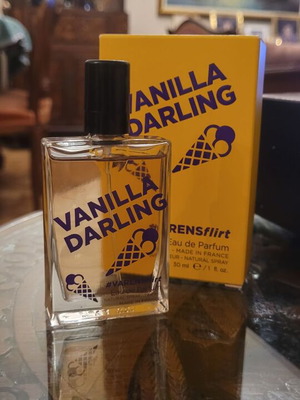 VANILLA
DARLING
RENSflirt
Eau de Parfum
MADE IN FRANCE
NATURAL SPRAY
30 ml e / 1 fl. oz.
VANILLA
DARLING